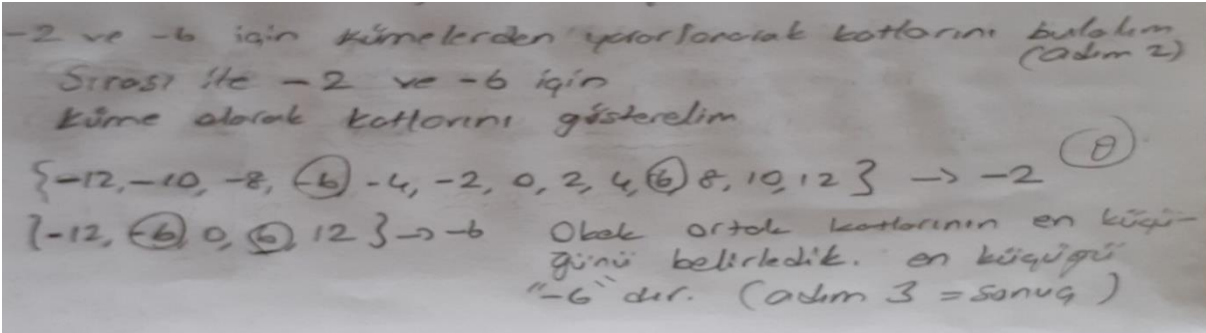 -2 ve -6 için kümelerden yararlanarak katlarını bulalım
(adım 2)
Sırası ile -2 ve -6 için
küme olarak katlarını gösterelim
{-12, -10, -8, -6, -4, -2, 0, 2, 4, 6, 8, 10, 12} → -2
{-12, -6, 0, 6, 12} → -6 Obek ortak katlarının en küçü-
ğünü belirledik. en küçüğü
"-6" dır. (adım 3 = sonuç)